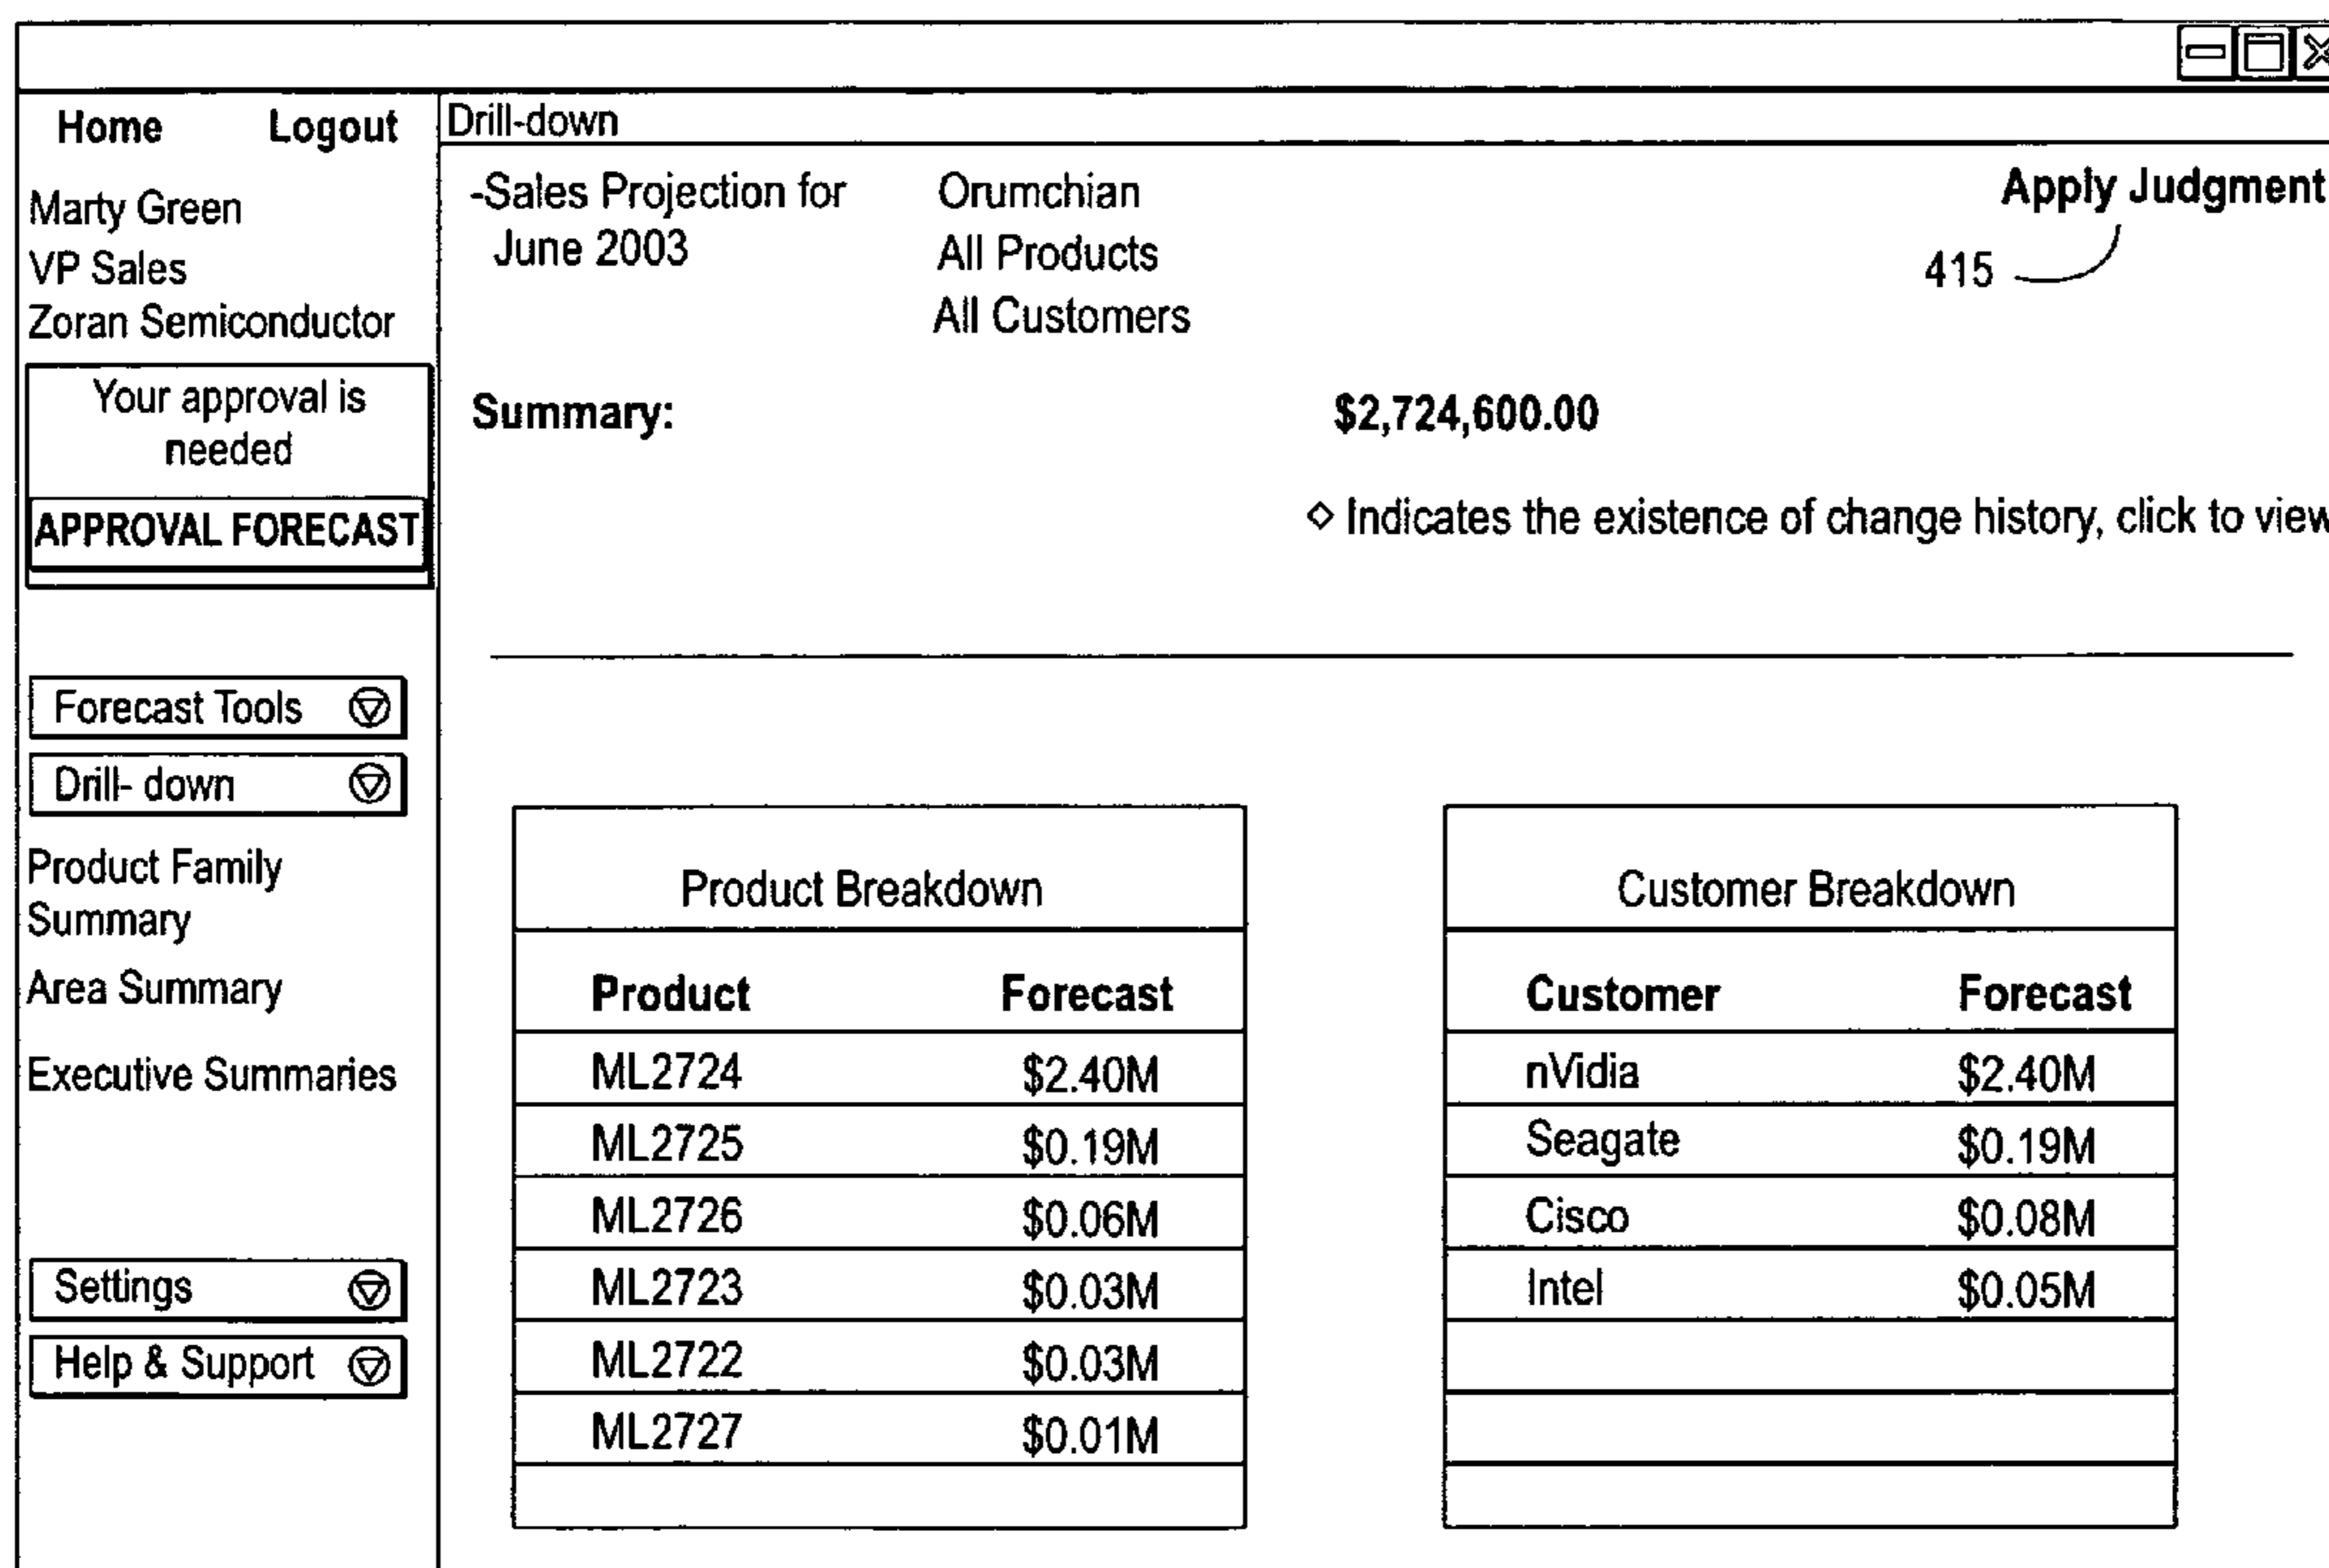 Home Logout
Marty Green
VP Sales
Zoran Semiconductor
Your approval is
needed
APPROVAL FORECAST
Forecast Tools
Drill- down
Product Family
Summary
Area Summary
Executive Summaries
Settings
Help & Support
Drill-down
-Sales Projection for
June 2003
Orumchian
All Products
All Customers
Apply Judgment
415
Summary: $2,724,600.00
◇ Indicates the existence of change history, click to view
Product Breakdown
Product Forecast
ML2724 $2.40M
ML2725 $0.19M
ML2726 $0.06M
ML2723 $0.03M
ML2722 $0.03M
ML2727 $0.01M
Customer Breakdown
Customer Forecast
nVidia $2.40M
Seagate $0.19M
Cisco $0.08M
Intel $0.05M